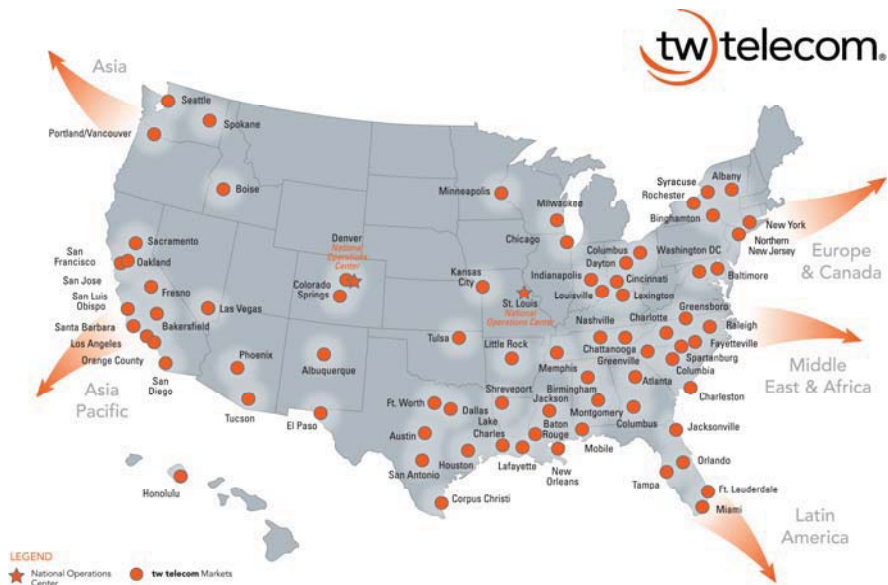 tw telecom®
Asia
Seattle
Spokane
Portland/Vancouver
Boise
Minneapolis
Milwaukee
Chicago
Syracuse
Albany
Rochester
Binghamton
New York
Northern
New Jersey
Europe
& Canada
Sacramento
San
Francisco
Oakland
San Jose
Fresno
San Luis
Obispo
Bakersfield
Santa Barbara
Los Angeles
Orange County
San
Diego
Asia
Pacific
Las Vegas
Denver
National
Operations
Center
Colorado
Springs
Kansas
City
St. Louis
National
Operations Center
Columbus
Dayton
Indianapolis
Cincinnati
Louisville
Lexington
Washington DC
Baltimore
Greensboro
Raleigh
Charlotte
Fayetteville
Spartanburg
Columbia
Charleston
Nashville
Chattanooga
Greenville
Atlanta
Memphis
Birmingham
Montgomery
Columbus
Middle
East & Africa
Phoenix
Tucson
Albuquerque
El Paso
Tulsa
Little Rock
Shreveport
Jackson
Ft. Worth
Dallas
Lake
Charles
Baton
Rouge
Austin
San Antonio
Houston
Lafayette
New
Orleans
Mobile
Corpus Christi
Jacksonville
Orlando
Tampa
Ft. Lauderdale
Miami
Latin
America
Honolulu
LEGEND
National Operations
Center
tw telecom Markets